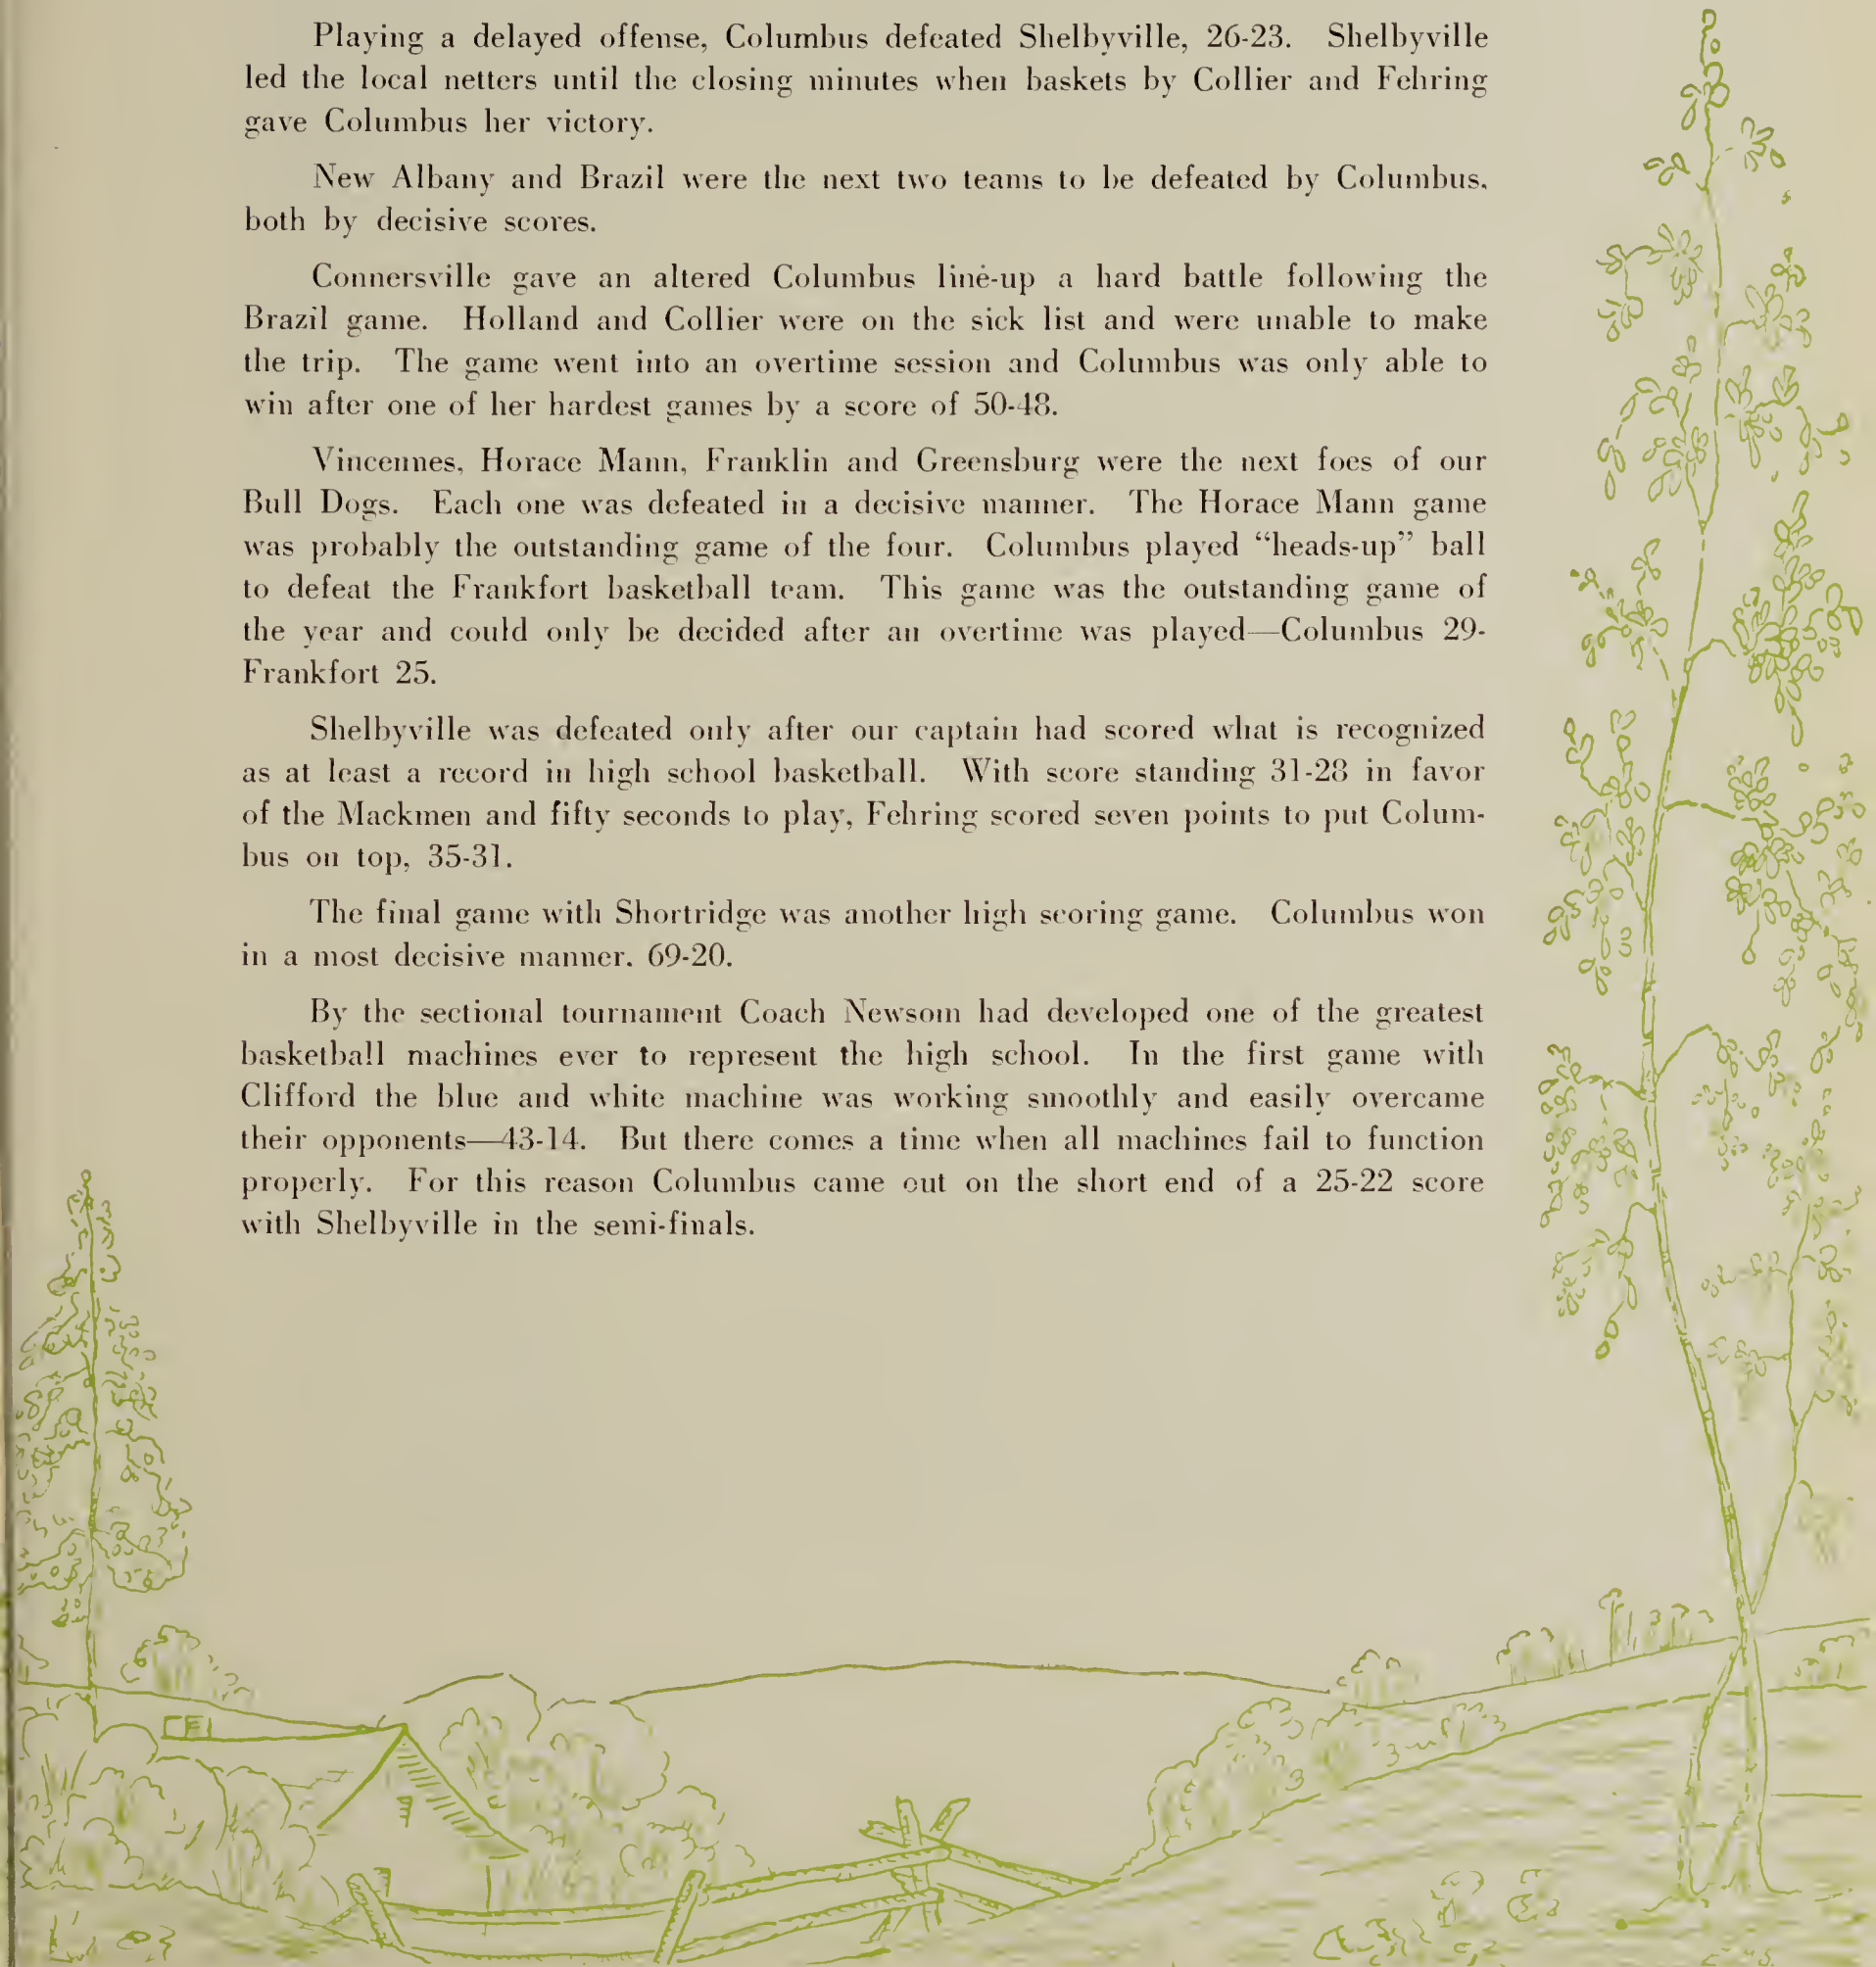 Playing a delayed offense, Columbus defeated Shelbyville, 26-23. Shelbyville
led the local netters until the closing minutes when baskets by Collier and Fehring
gave Columbus her victory.
New Albany and Brazil were the next two teams to be defeated by Columbus.
both by decisive scores.
Connersville gave an altered Columbus line-up a hard battle following the
Brazil game. Holland and Collier were on the sick list and were unable to make
the trip. The game went into an overtime session and Columbus was only able to
win after one of her hardest games by a score of 50-48.
Vincennes, Horace Mann, Franklin and Greensburg were the next foes of our
Bull Dogs. Each one was defeated in a decisive manner. The Horace Mann game
was probably the outstanding game of the four. Columbus played “heads-up” ball
to defeat the Frankfort basketball team. This game was the outstanding game of
the year and could only be decided after an overtime was played—Columbus 29-
Frankfort 25.
Shelbyville was defeated only after our captain had scored what is recognized
as at least a record in high school basketball. With score standing 31-28 in favor
of the Mackmen and fifty seconds to play, Fehring scored seven points to put Colum-
bus on top, 35-31.
The final game with Shortridge was another high scoring game. Columbus won
in a most decisive manner. 69-20.
By the sectional tournament Coach Newsom had developed one of the greatest
basketball machines ever to represent the high school. In the first game with
Clifford the blue and white machine was working smoothly and easily overcame
their opponents—43-14. But there comes a time when all machines fail to function
properly. For this reason Columbus came out on the short end of a 25-22 score
with Shelbyville in the semi-finals.